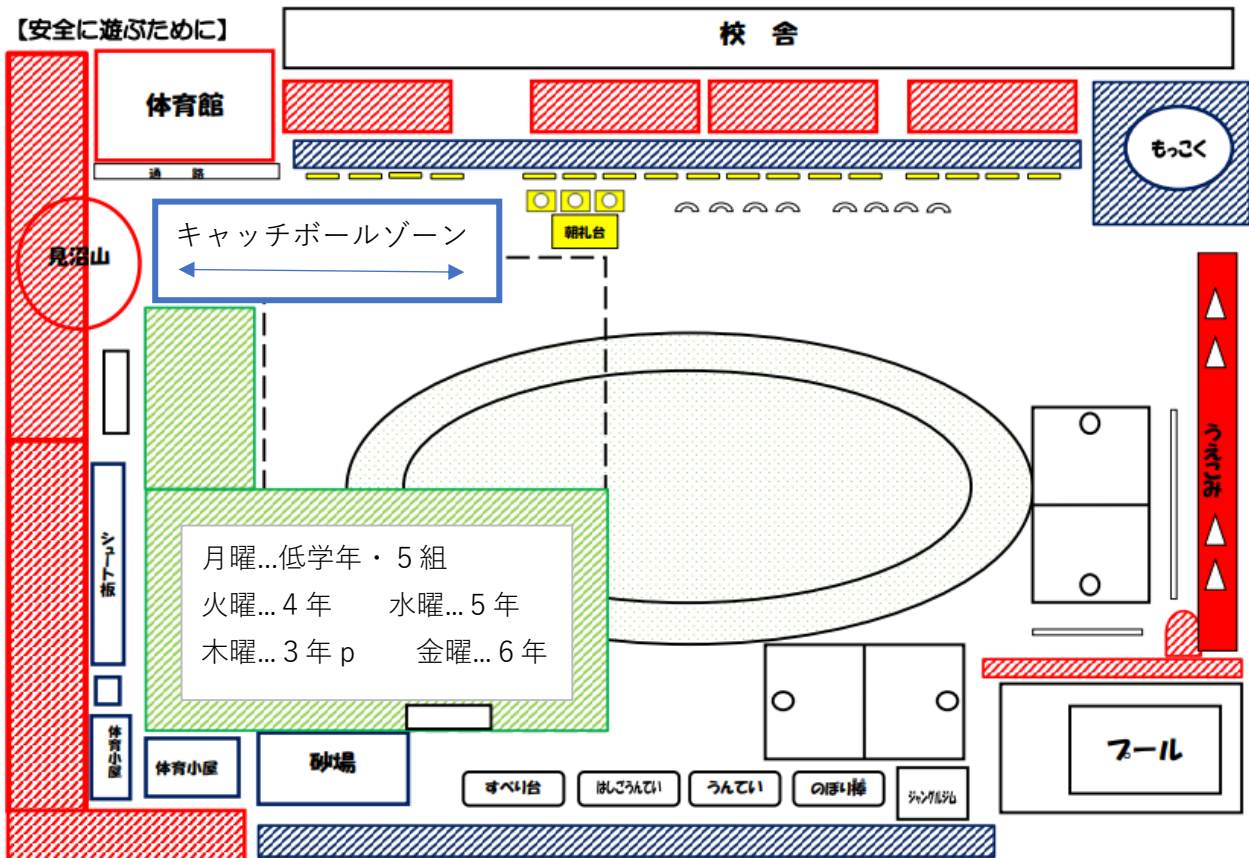 【安全に遊ぶために】
校 舎
体育館
通 路
もっこく
キャッチボールゾーン
朝礼台
見沼山
うえこみ
シュート板
月曜…低学年・５組
火曜…４年 水曜…５年
木曜…３年ｐ 金曜…６年
体育小屋
体育小屋
砂場
すべり台
はしごうんてい
うんてい
のぼり棒
ジャングルジム
プール